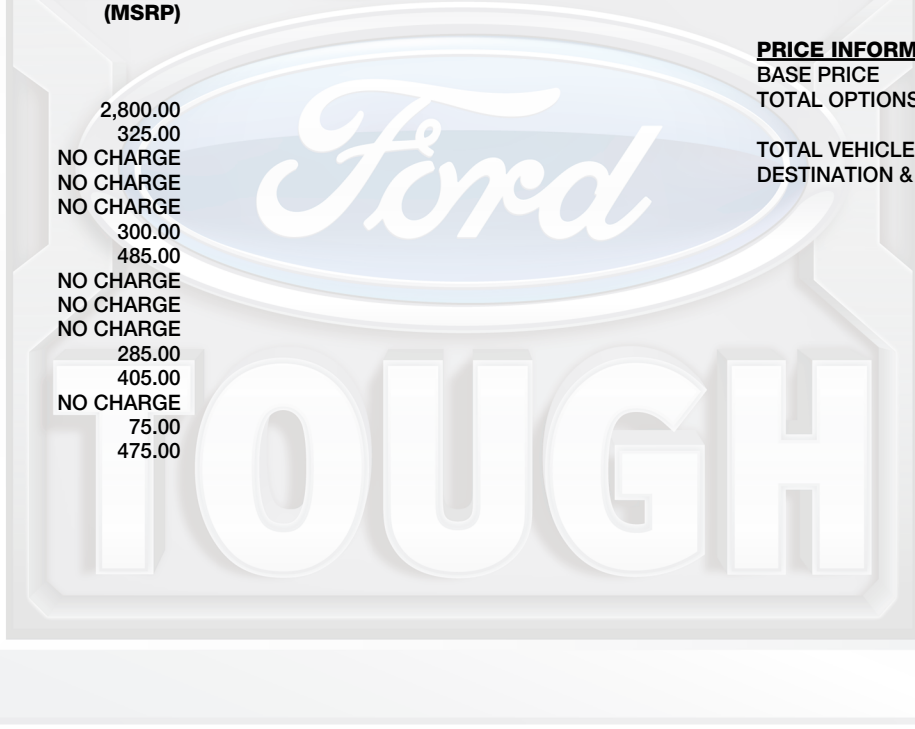 (MSRP)
2,800.00
325.00
NO CHARGE
NO CHARGE
NO CHARGE
300.00
485.00
NO CHARGE
NO CHARGE
NO CHARGE
285.00
405.00
NO CHARGE
75.00
475.00
PRICE INFORM
BASE PRICE
TOTAL OPTIONS
TOTAL VEHICLE
DESTINATION &
Ford
TOUGH